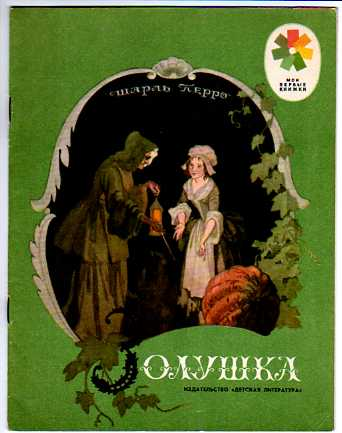 МОИ
ПЕРВЫЕ
КНИЖКИ
ШАРЛЬ ПЕРРО
ЗОЛУШКА
ИЗДАТЕЛЬСТВО «ДЕТСКАЯ ЛИТЕРАТУРА»